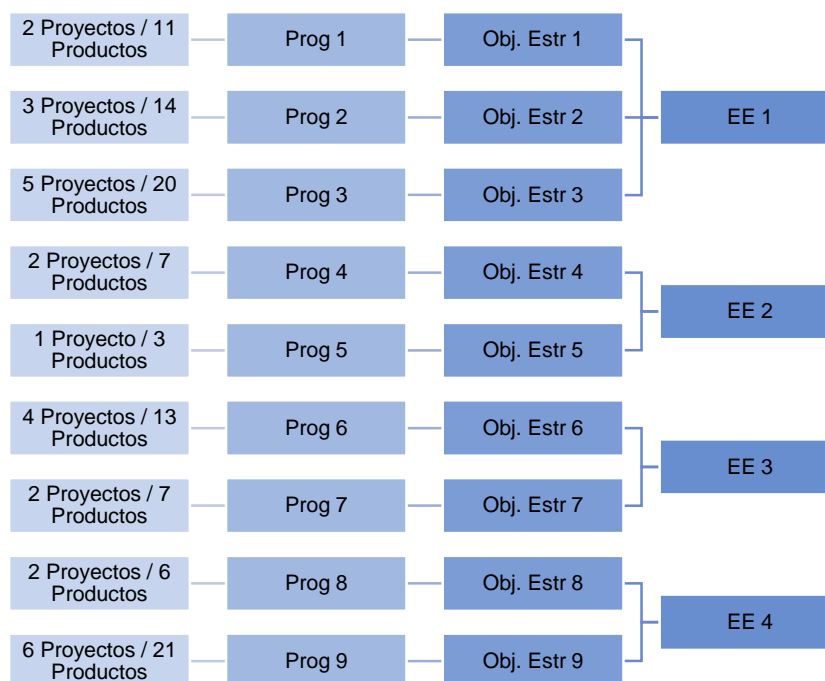 2 Proyectos / 11
Productos
Prog 1
Obj. Estr 1
3 Proyectos / 14
Productos
Prog 2
Obj. Estr 2
EE 1
5 Proyectos / 20
Productos
Prog 3
Obj. Estr 3
2 Proyectos / 7
Productos
Prog 4
Obj. Estr 4
EE 2
1 Proyecto / 3
Productos
Prog 5
Obj. Estr 5
4 Proyectos / 13
Productos
Prog 6
Obj. Estr 6
EE 3
2 Proyectos / 7
Productos
Prog 7
Obj. Estr 7
2 Proyectos / 6
Productos
Prog 8
Obj. Estr 8
EE 4
6 Proyectos / 21
Productos
Prog 9
Obj. Estr 9